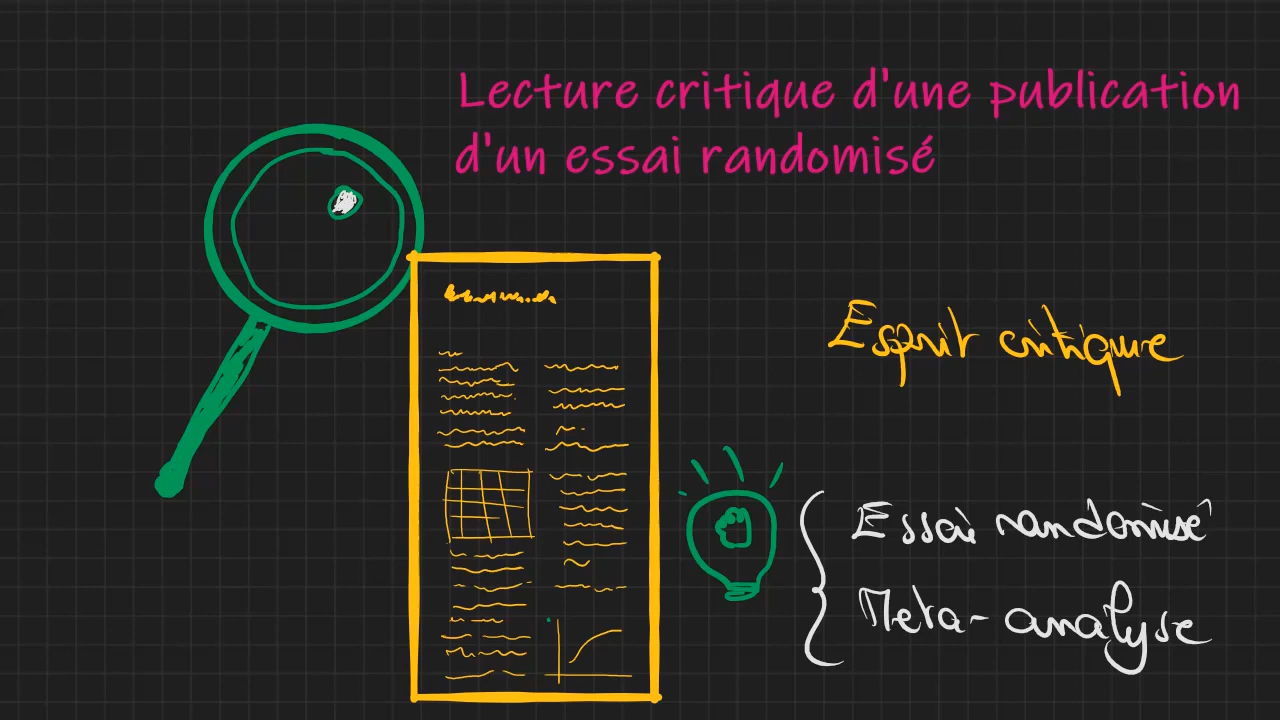 Lecture critique d'une publication
d'un essai randomisé
Esprit critique
Essai randomisé
Meta-analyse